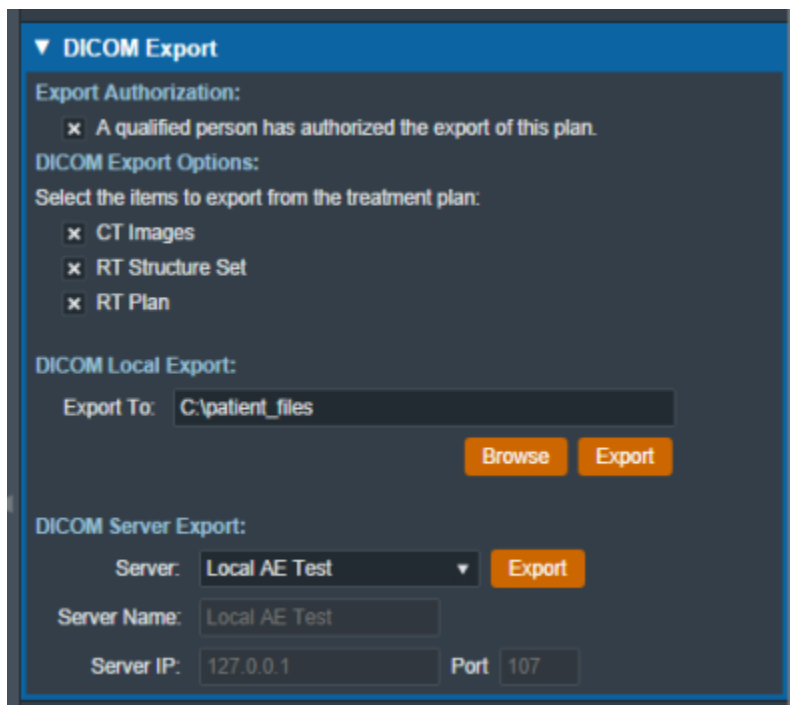 DICOM Export
Export Authorization:
A qualified person has authorized the export of this plan.
DICOM Export Options:
Select the items to export from the treatment plan:
CT Images
RT Structure Set
RT Plan
DICOM Local Export:
Export To: C:\patient_files
Browse Export
DICOM Server Export:
Server: Local AE Test Export
Server Name: Local AE Test
Server IP: 127.0.0.1 Port 107